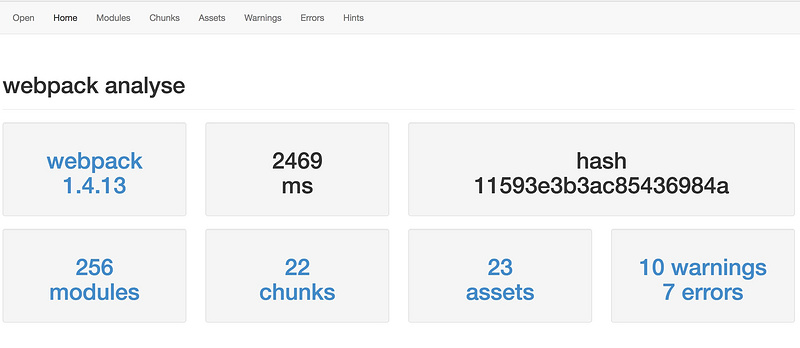 Open Home Modules Chunks Assets Warnings Errors Hints
webpack analyse
webpack
1.4.13
2469
ms
hash
11593e3b3ac85436984a
256
modules
22
chunks
23
assets
10 warnings
7 errors